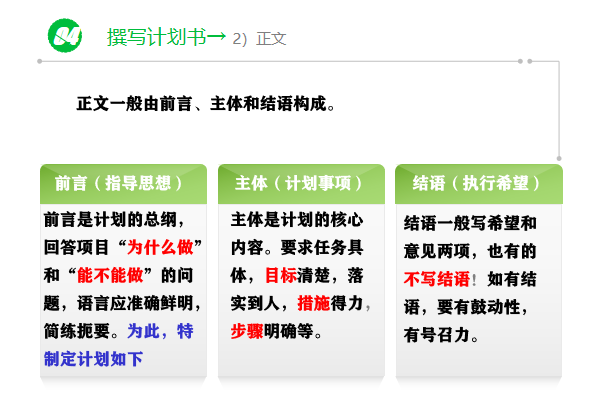 84
撰写计划书→ 2）正文
正文一般由前言、主体和结语构成。
前言（指导思想）
前言是计划的总纲，
回答项目“为什么做”
和“能不能做”的问
题，语言应准确鲜明，
简练扼要。为此，特
制定计划如下
主体（计划事项）
主体是计划的核心
内容。要求任务具
体，目标清楚，落
实到人，措施得力，
步骤明确等。
结语（执行希望）
结语一般写希望和
意见两项，也有的
不写结语！如有结
语，要有鼓动性，
有号召力。